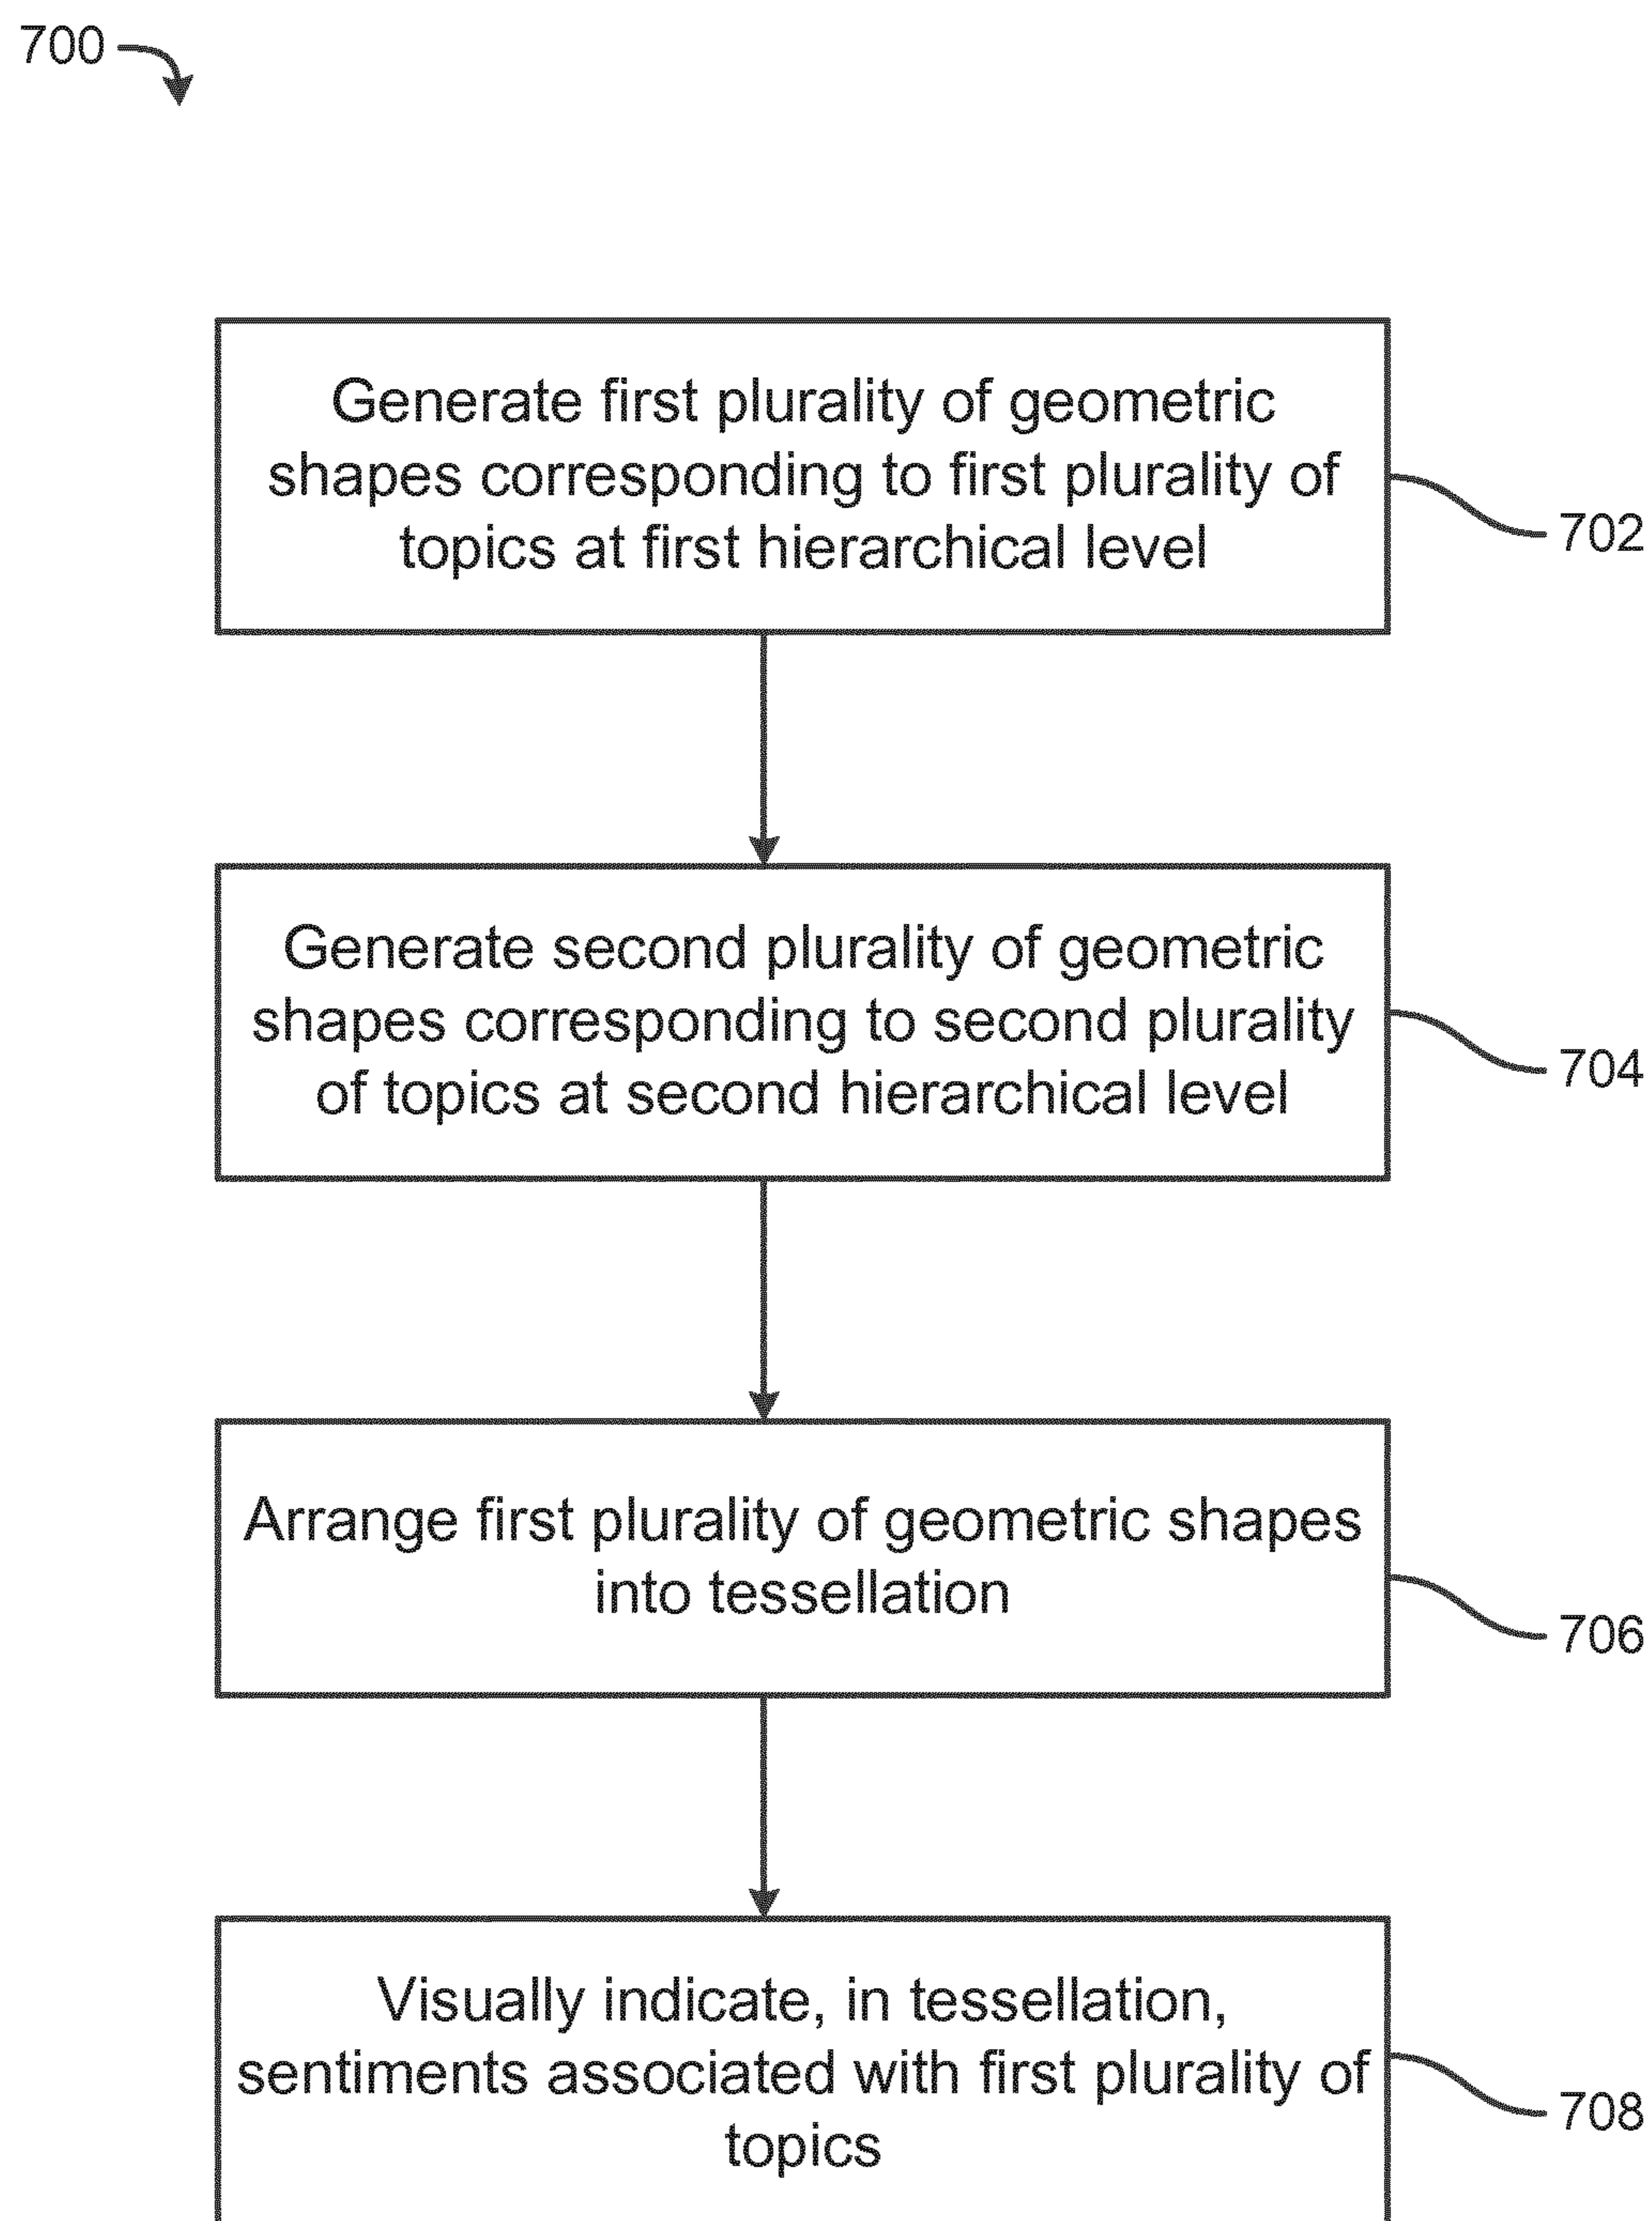 700
Generate first plurality of geometric
shapes corresponding to first plurality of
topics at first hierarchical level
702
Generate second plurality of geometric
shapes corresponding to second plurality
of topics at second hierarchical level
704
Arrange first plurality of geometric shapes
into tessellation
706
Visually indicate, in tessellation,
sentiments associated with first plurality of
topics
708